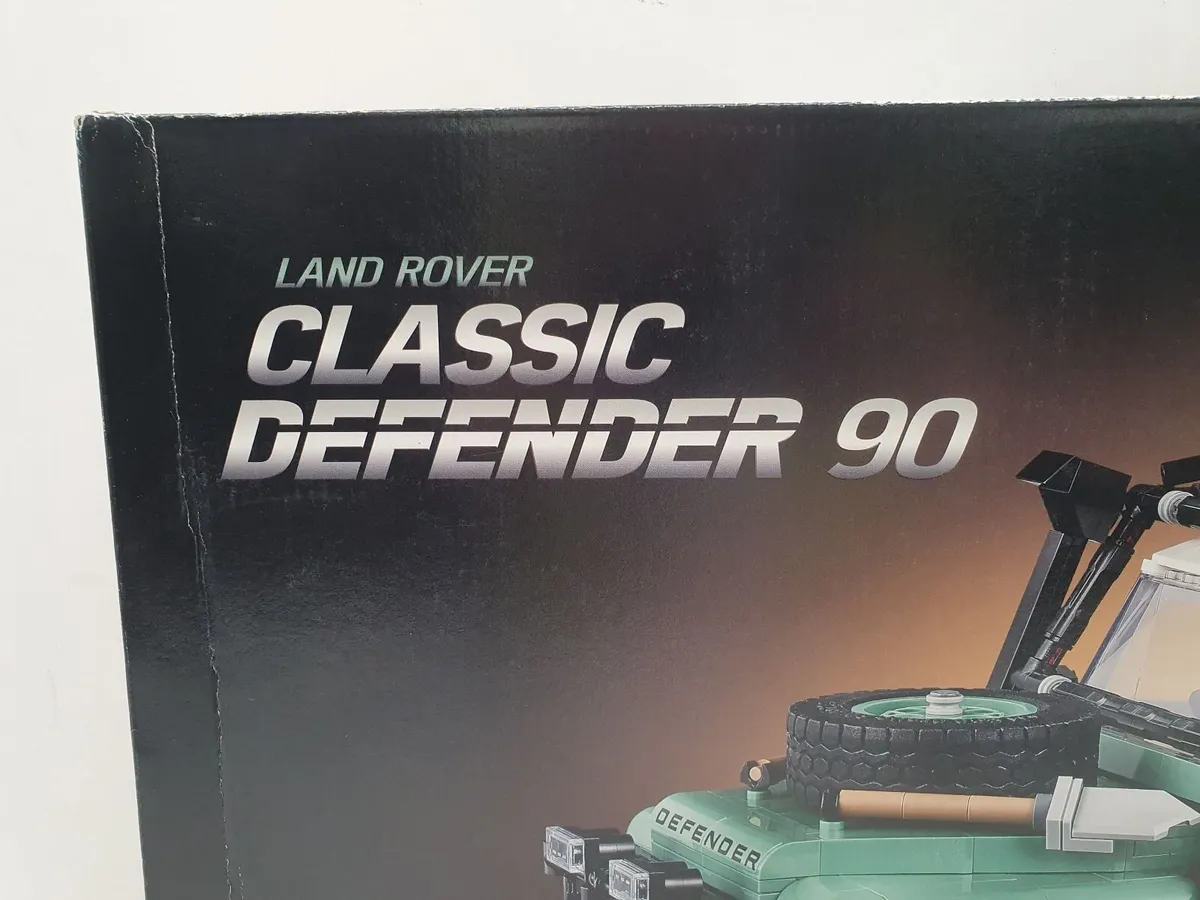 LAND ROVER
CLASSIC
DEFENDER 90
DEFENDER